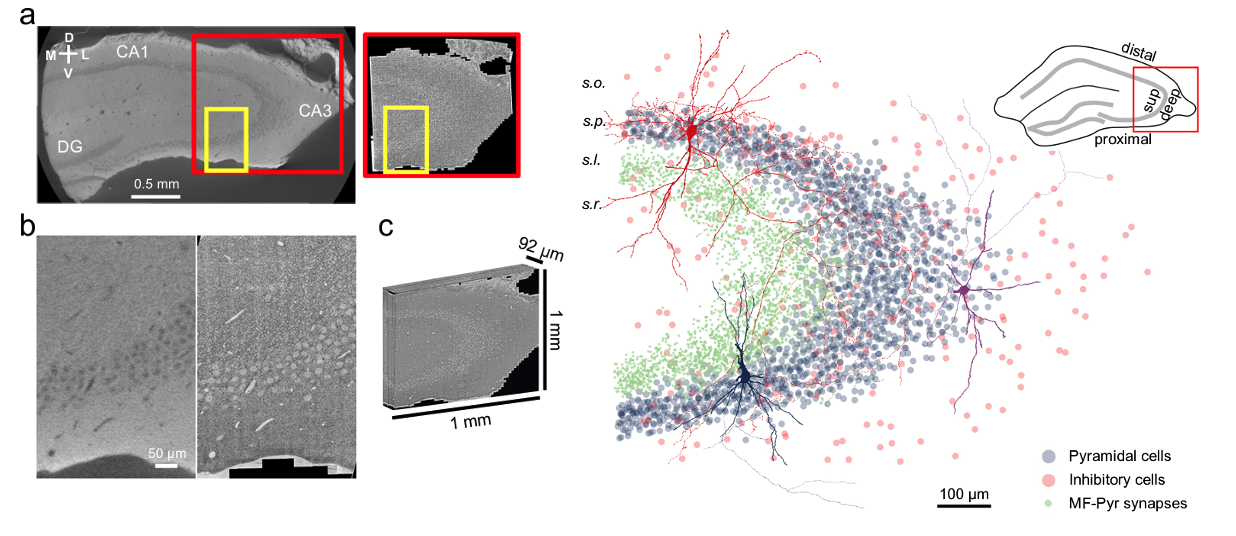 a
D
M L
V
CA1
CA3
DG
0.5 mm
b
50 µm
c
92 µm
1 mm
1 mm
s.o.
s.p.
s.l.
s.r.
distal
sup
deep
proximal
Pyramidal cells
Inhibitory cells
MF-Pyr synapses
100 µm